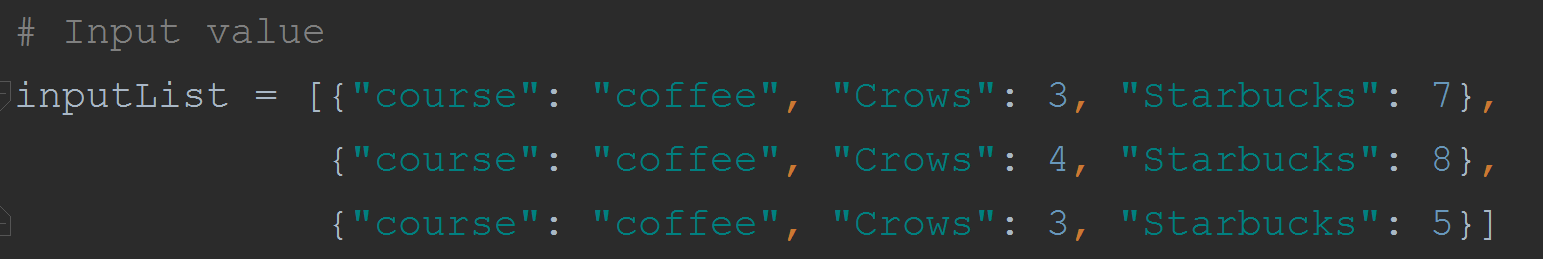 # Input value
inputList = [{"course": "coffee", "Crows": 3, "Starbucks": 7},
{"course": "coffee", "Crows": 4, "Starbucks": 8},
{"course": "coffee", "Crows": 3, "Starbucks": 5}]